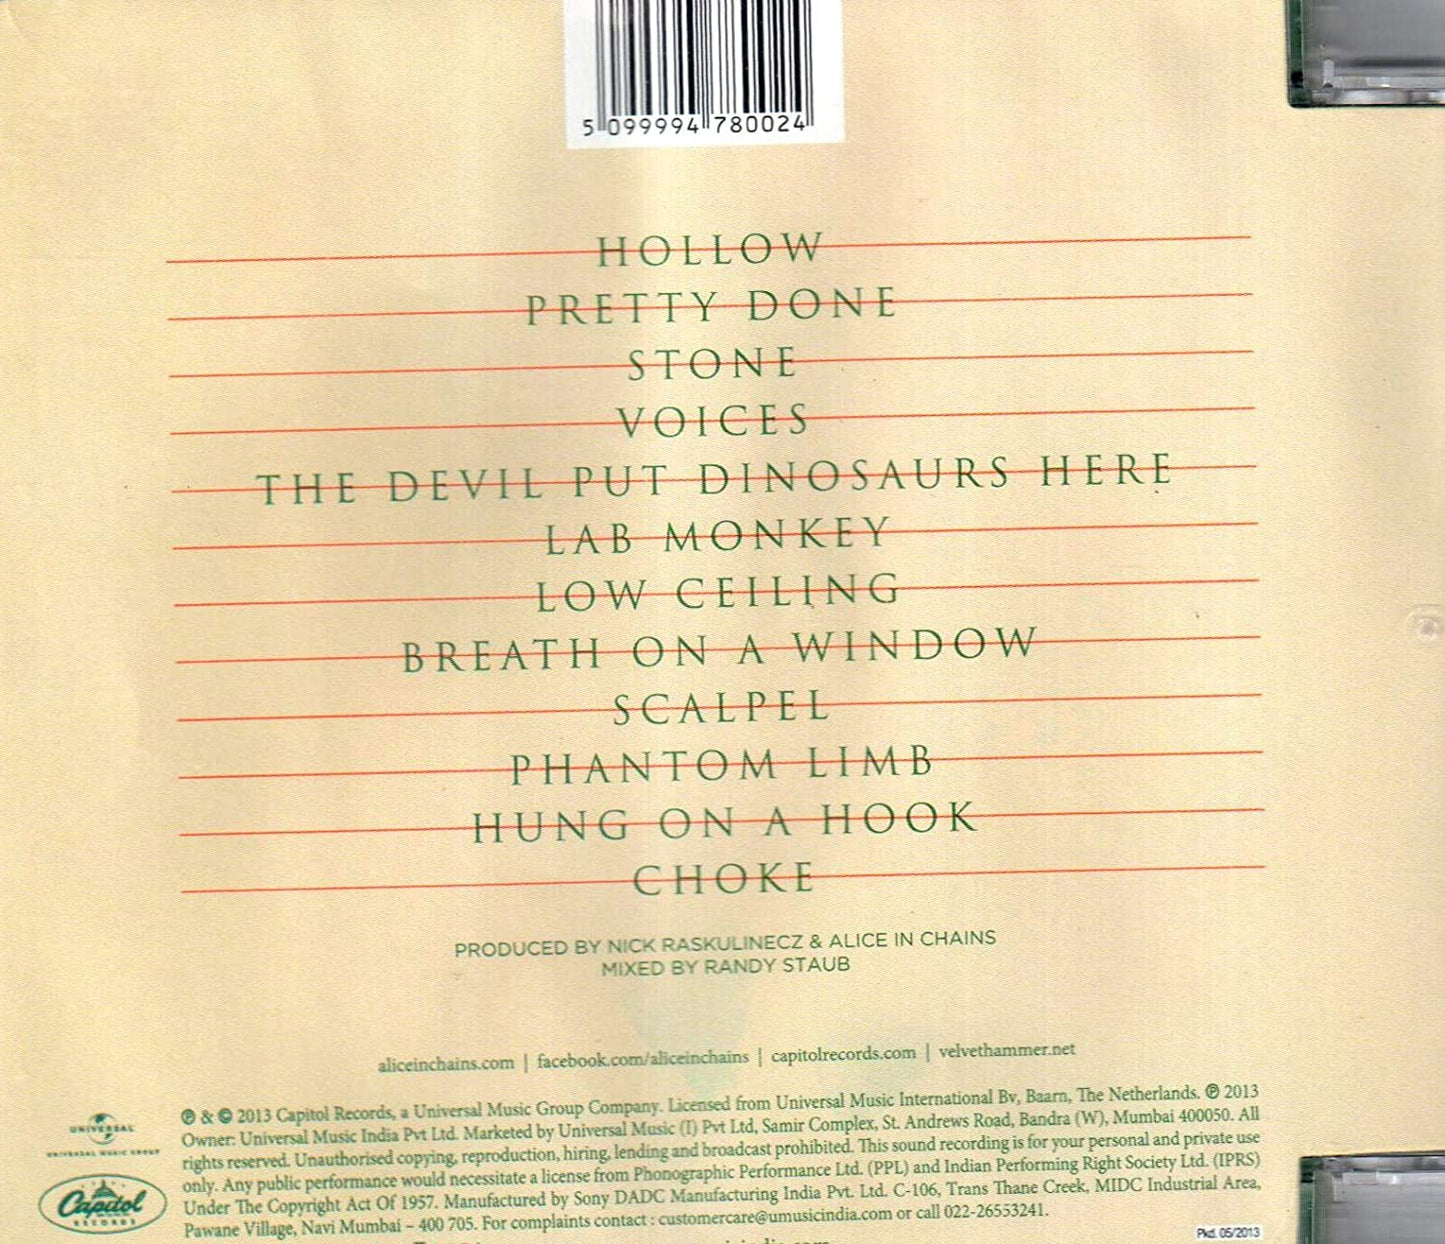 5 099994 780024
HOLLOW
PRETTY DONE
STONE
VOICES
THE DEVIL PUT DINOSAURS HERE
LAB MONKEY
LOW CEILING
BREATH ON A WINDOW
SCALPEL
PHANTOM LIMB
HUNG ON A HOOK
CHOKE
PRODUCED BY NICK RASKULINECZ & ALICE IN CHAINS
MIXED BY RANDY STAUB
aliceinchains.com | facebook.com/aliceinchains | capitolrecords.com | velvethammer.net
℗ & © 2013 Capitol Records, a Universal Music Group Company. Licensed from Universal Music International Bv, Baarn, The Netherlands. ℗ 2013
Owner: Universal Music India Pvt Ltd. Marketed by Universal Music (I) Pvt Ltd, Samir Complex, St. Andrews Road, Bandra (W), Mumbai 400050. All
rights reserved. Unauthorised copying, reproduction, hiring, lending and broadcast prohibited. This sound recording is for your personal and private use
only. Any public performance would necessitate a license from Phonographic Performance Ltd. (PPL) and Indian Performing Right Society Ltd. (IPRS)
Under The Copyright Act Of 1957. Manufactured by Sony DADC Manufacturing India Pvt. Ltd. C-106, Trans Thane Creek, MIDC Industrial Area,
Pawane Village, Navi Mumbai – 400 705. For complaints contact : customercare@umusicindia.com or call 022-26553241.
UNIVERSAL
UNIVERSAL MUSIC GROUP
Capitol
RECORDS
Pkd. 05/2013